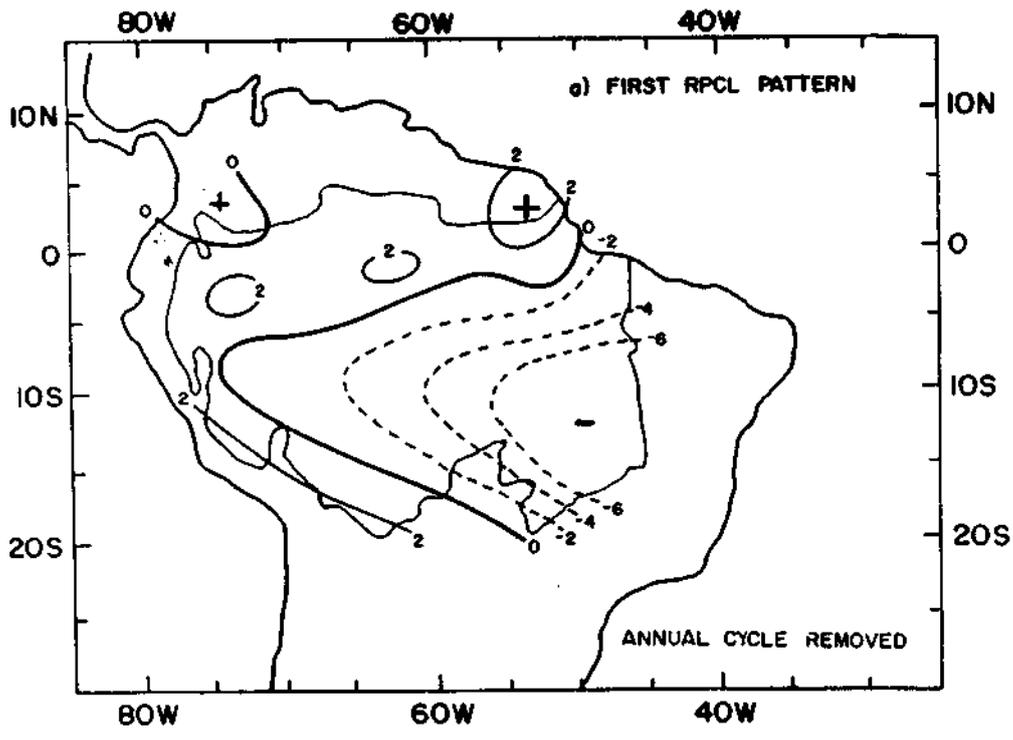 80W 60W 40W
a) FIRST RPCL PATTERN
10N 10N
2
0 2
0 0
-2
0 0
2
2
-4
-6
10S 10S
2
-6
-4
-2
2 0
20S 20S
ANNUAL CYCLE REMOVED
80W 60W 40W